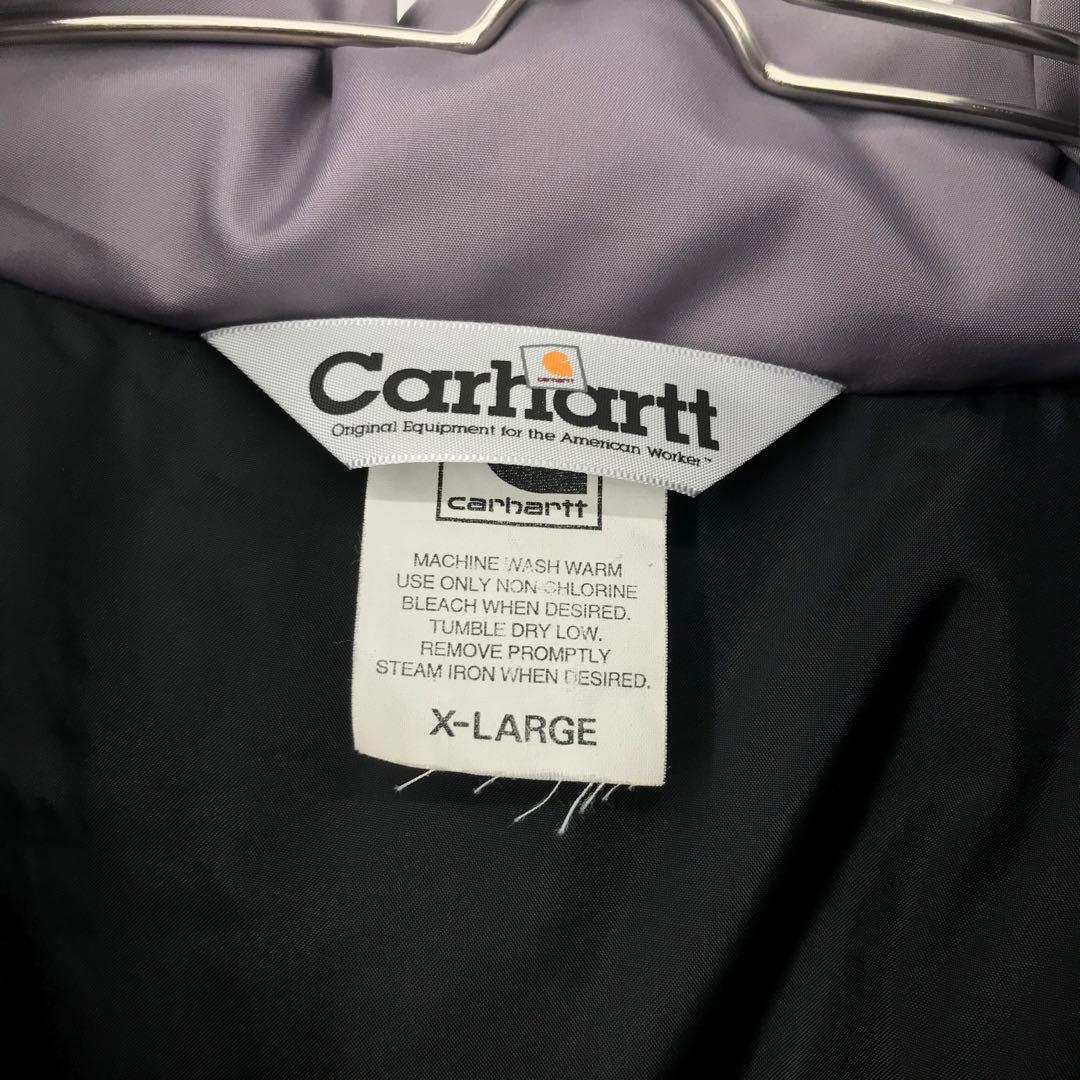 Carhartt
carhartt
Original Equipment for the American Worker™
carhartt
MACHINE WASH WARM
USE ONLY NON-CHLORINE
BLEACH WHEN DESIRED.
TUMBLE DRY LOW.
REMOVE PROMPTLY
STEAM IRON WHEN DESIRED.
X-LARGE